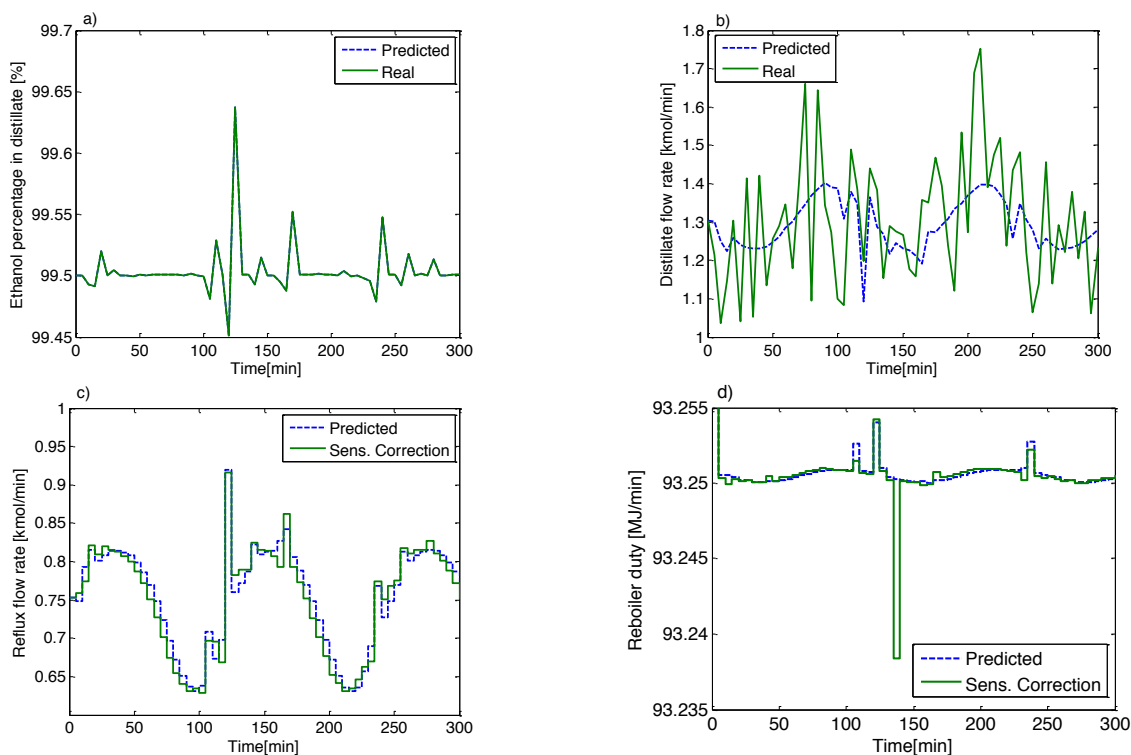 a)
Ethanol percentage in distillate [%]
99.7
99.65
99.6
99.55
99.5
99.45
Predicted
Real
0 50 100 150 200 250 300
Time[min]
b)
Distillate flow rate [kmol/min]
1.8
1.7
1.6
1.5
1.4
1.3
1.2
1.1
1
Predicted
Real
0 50 100 150 200 250 300
Time[min]
c)
Reflux flow rate [kmol/min]
1
0.95
0.9
0.85
0.8
0.75
0.7
0.65
Predicted
Sens. Correction
0 50 100 150 200 250 300
Time[min]
d)
Reboiler duty [MJ/min]
93.255
93.25
93.245
93.24
93.235
Predicted
Sens. Correction
0 50 100 150 200 250 300
Time[min]